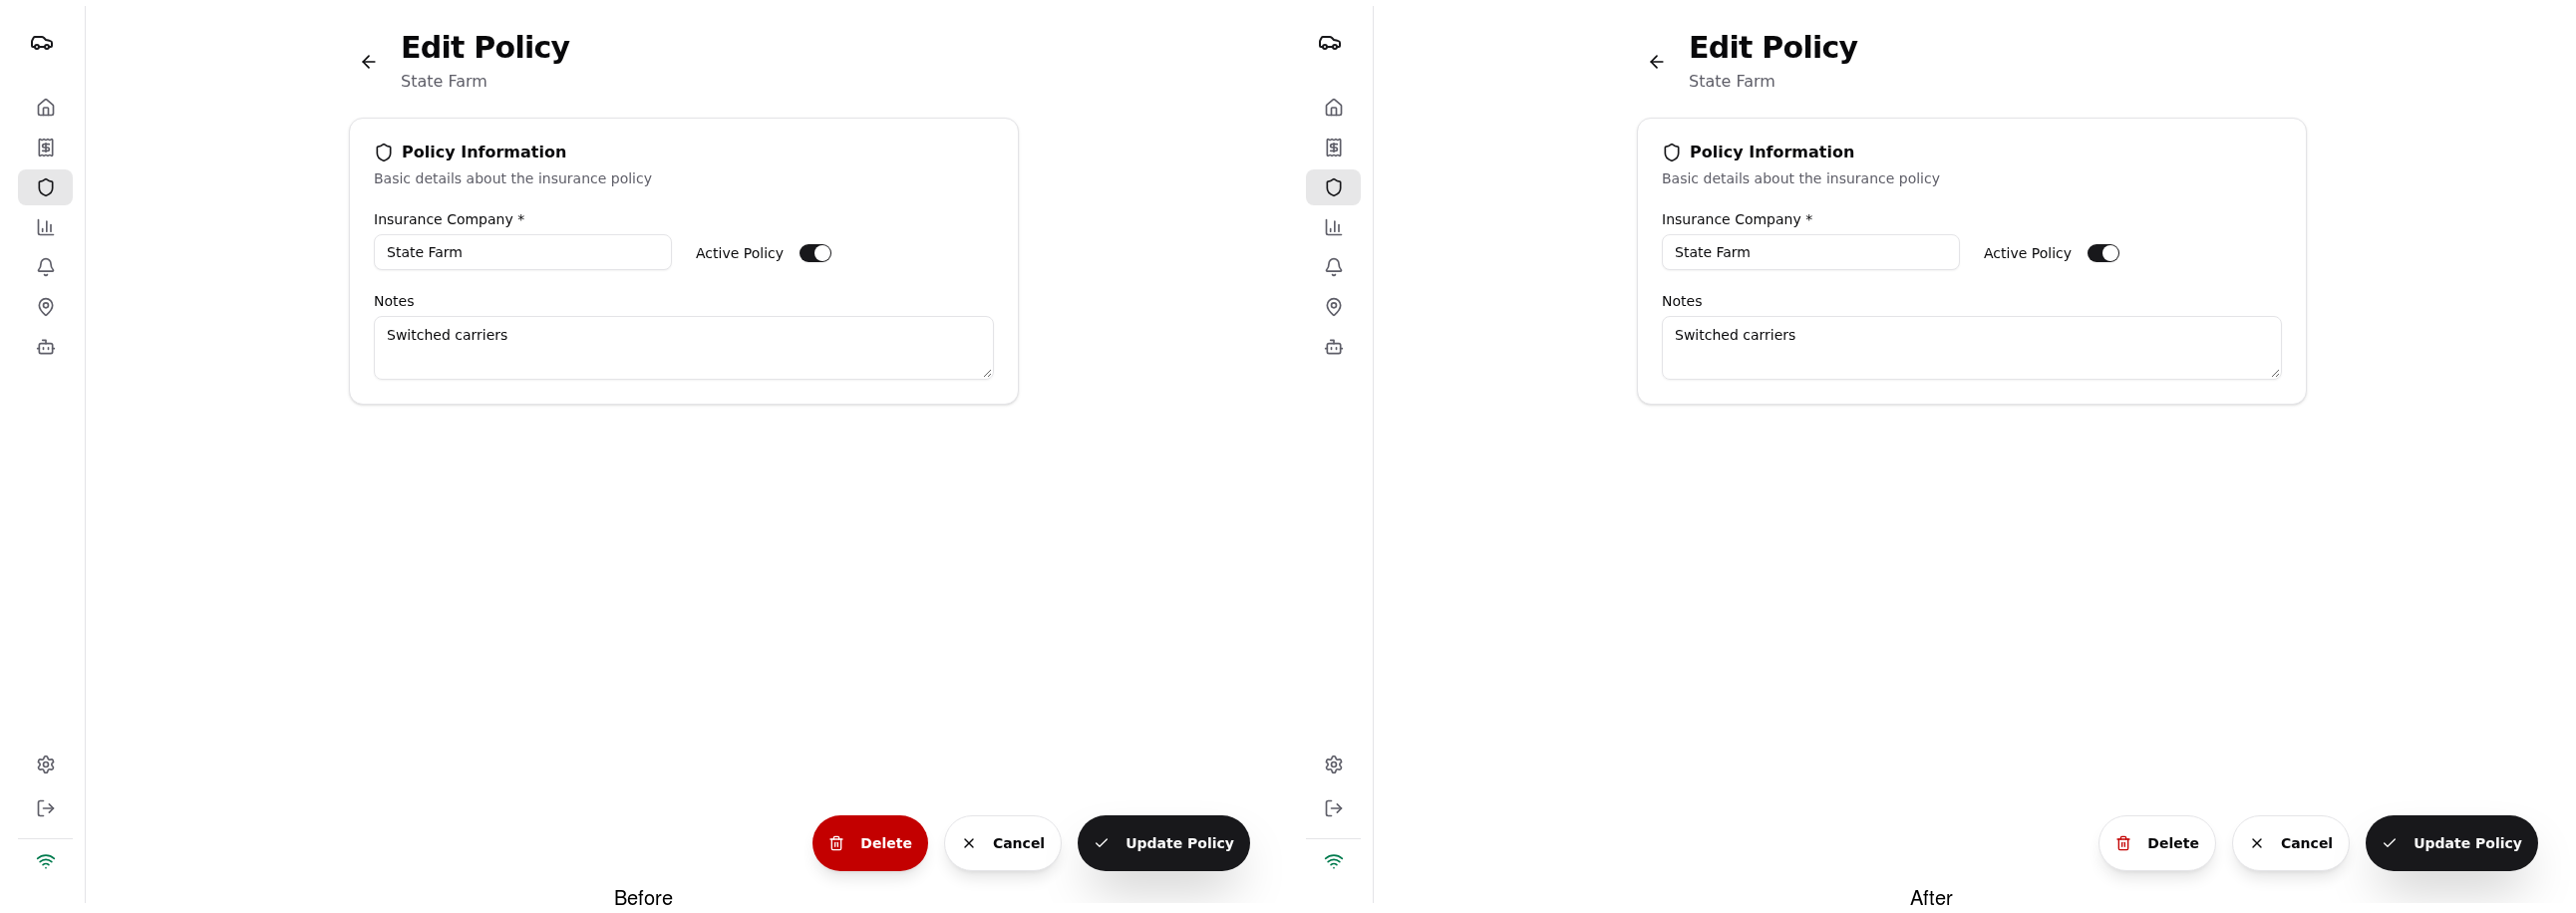 Edit Policy
State Farm
Policy Information
Basic details about the insurance policy
Insurance Company *
State Farm
Active Policy
Notes
Switched carriers
Delete
Cancel
Update Policy
Before
Edit Policy
State Farm
Policy Information
Basic details about the insurance policy
Insurance Company *
State Farm
Active Policy
Notes
Switched carriers
Delete
Cancel
Update Policy
After